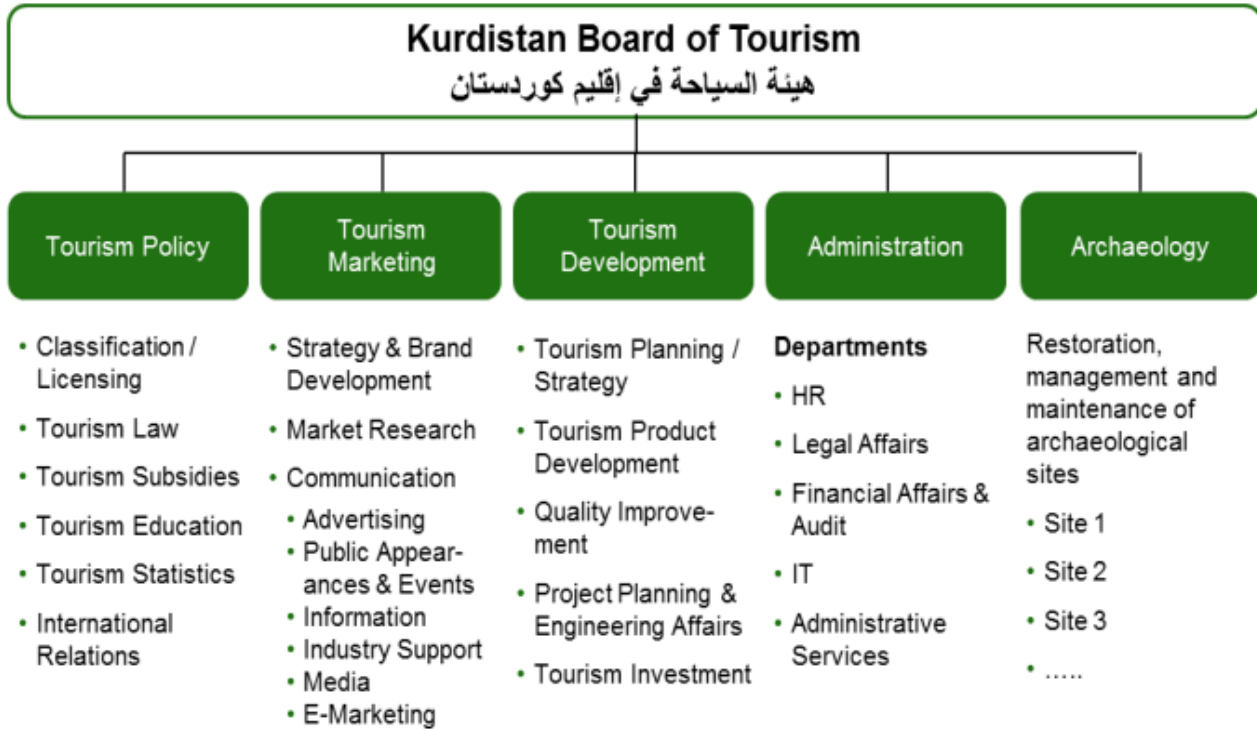 Kurdistan Board of Tourism
هيئة السياحة في إقليم كوردستان
Tourism Policy
• Classification /
Licensing
• Tourism Law
• Tourism Subsidies
• Tourism Education
• Tourism Statistics
• International
Relations
Tourism
Marketing
• Strategy & Brand
Development
• Market Research
• Communication
• Advertising
• Public Appear-
ances & Events
• Information
• Industry Support
• Media
• E-Marketing
Tourism
Development
• Tourism Planning /
Strategy
• Tourism Product
Development
• Quality Improve-
ment
• Project Planning &
Engineering Affairs
• Tourism Investment
Administration
Departments
• HR
• Legal Affairs
• Financial Affairs &
Audit
• IT
• Administrative
Services
Archaeology
Restoration,
management and
maintenance of
archaeological
sites
• Site 1
• Site 2
• Site 3
• .....